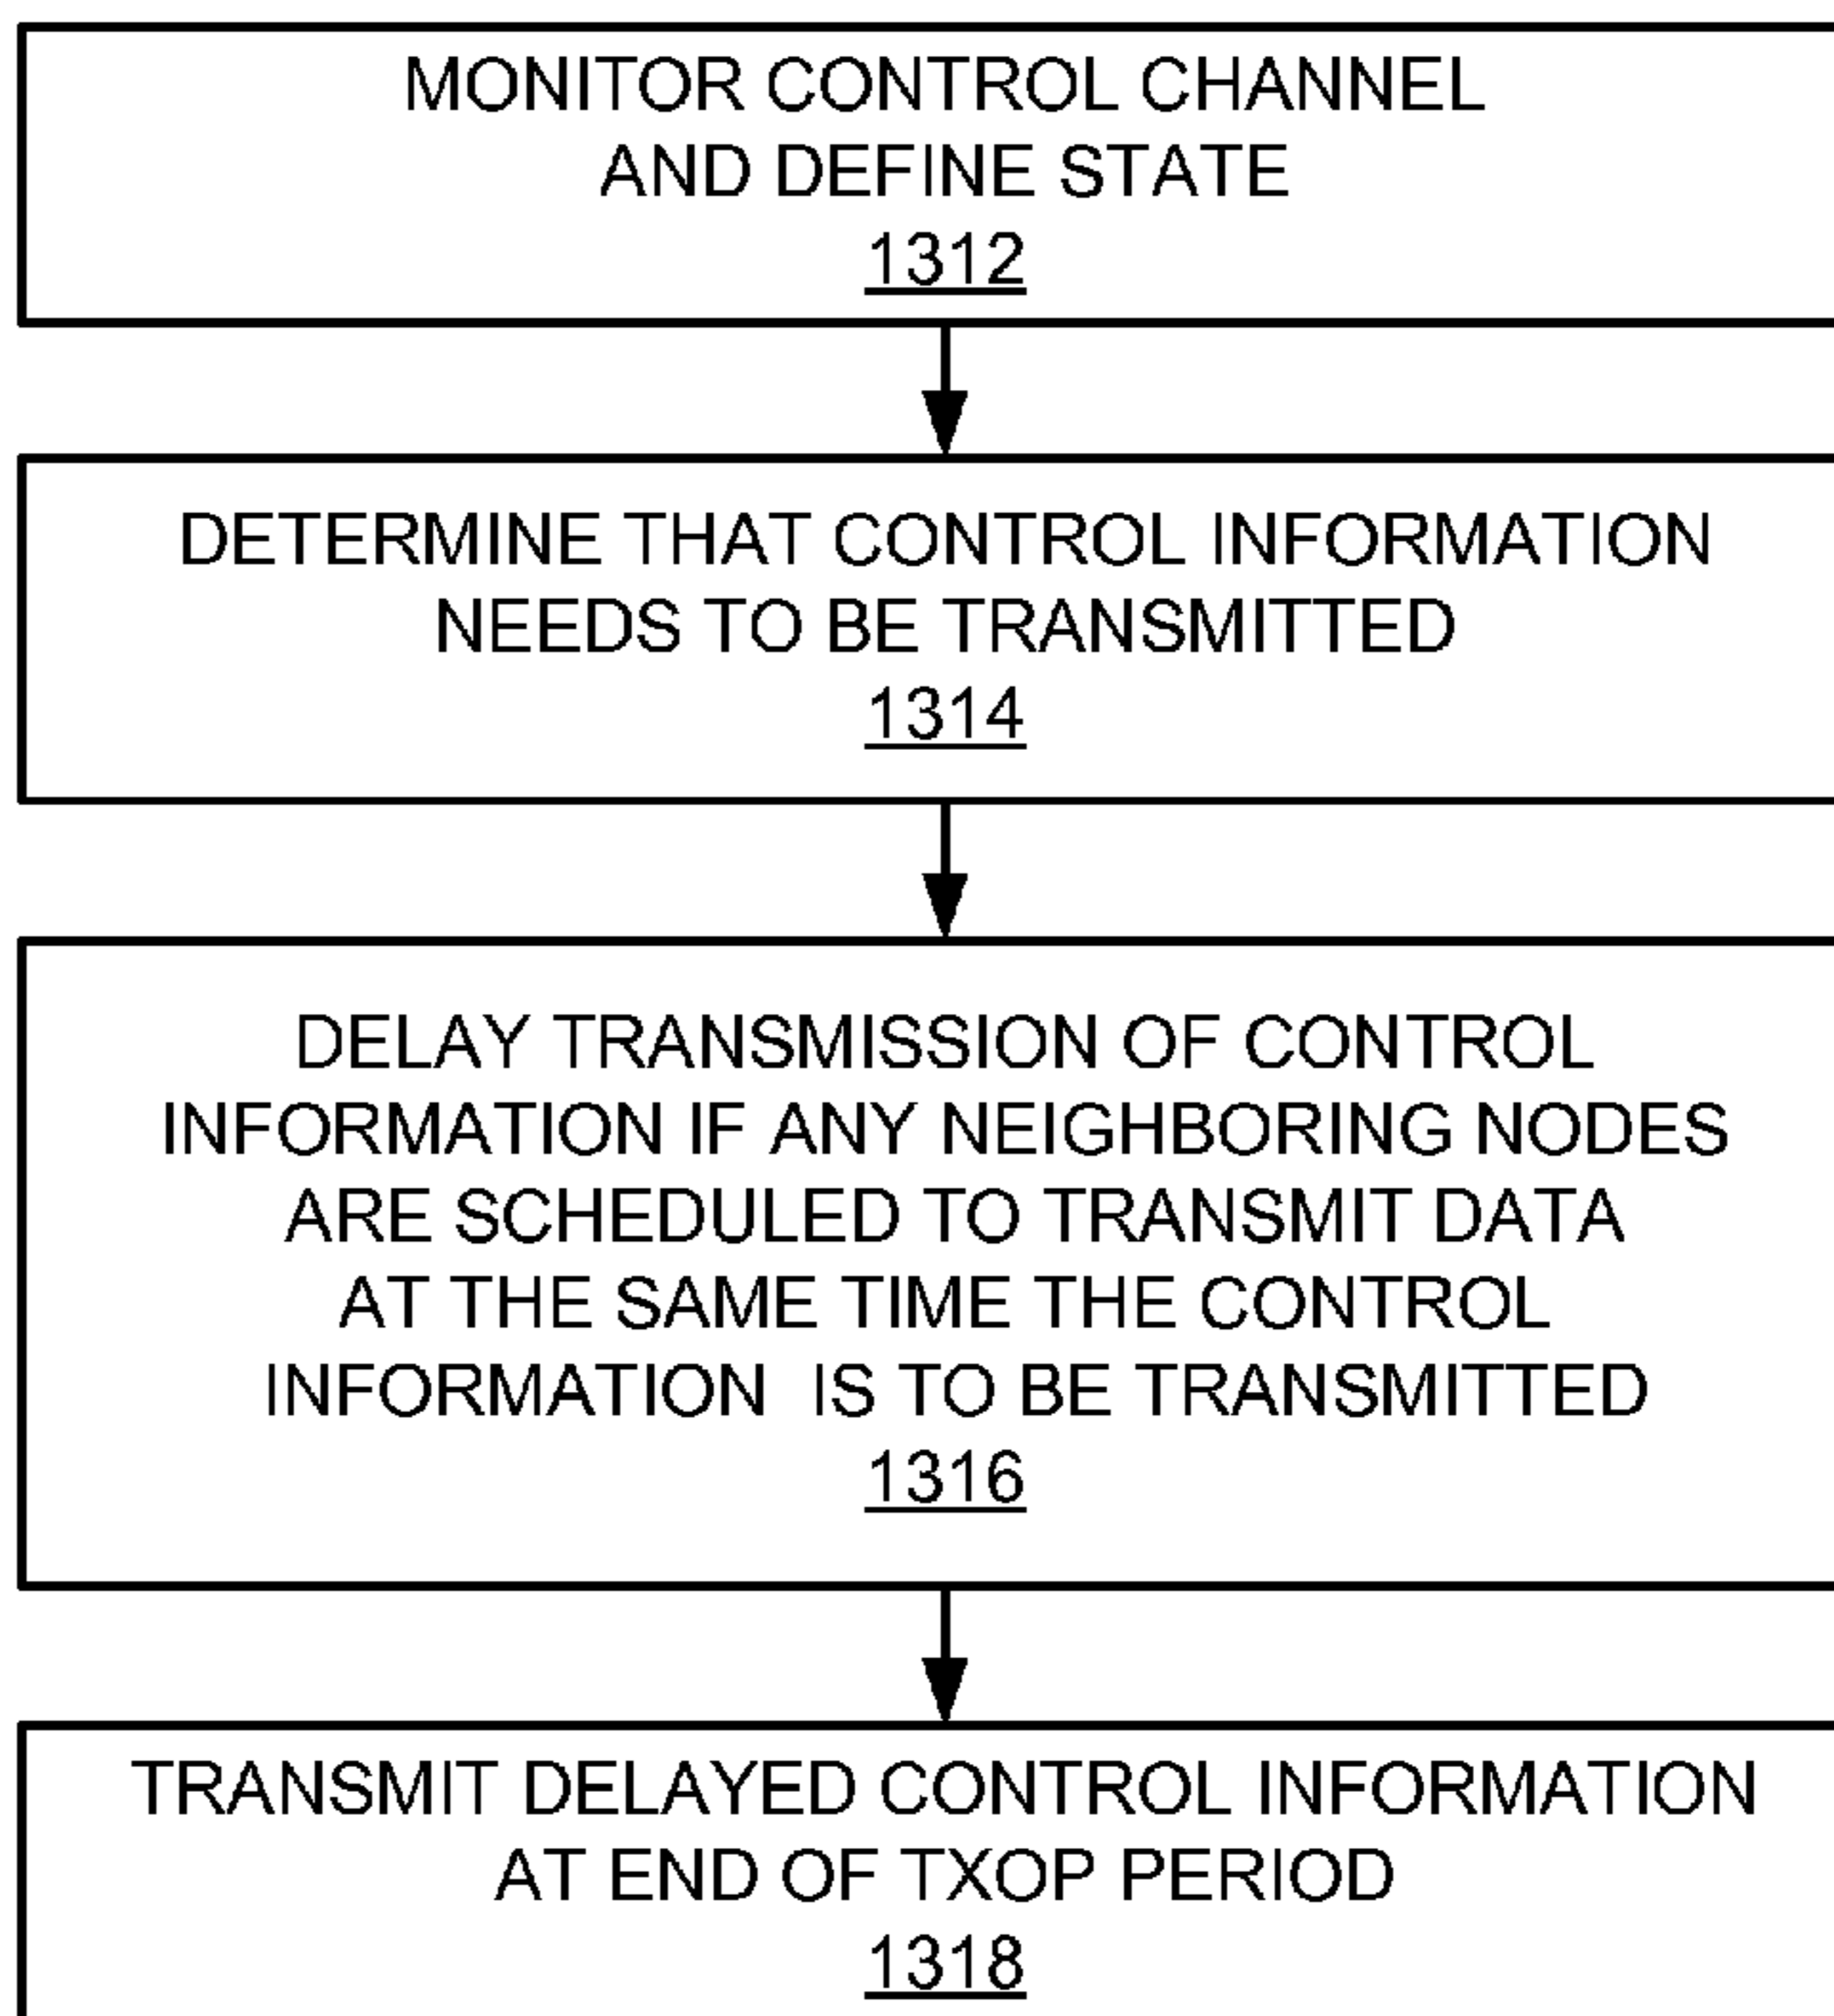 MONITOR CONTROL CHANNEL
AND DEFINE STATE
1312
DETERMINE THAT CONTROL INFORMATION
NEEDS TO BE TRANSMITTED
1314
DELAY TRANSMISSION OF CONTROL
INFORMATION IF ANY NEIGHBORING NODES
ARE SCHEDULED TO TRANSMIT DATA
AT THE SAME TIME THE CONTROL
INFORMATION IS TO BE TRANSMITTED
1316
TRANSMIT DELAYED CONTROL INFORMATION
AT END OF TXOP PERIOD
1318